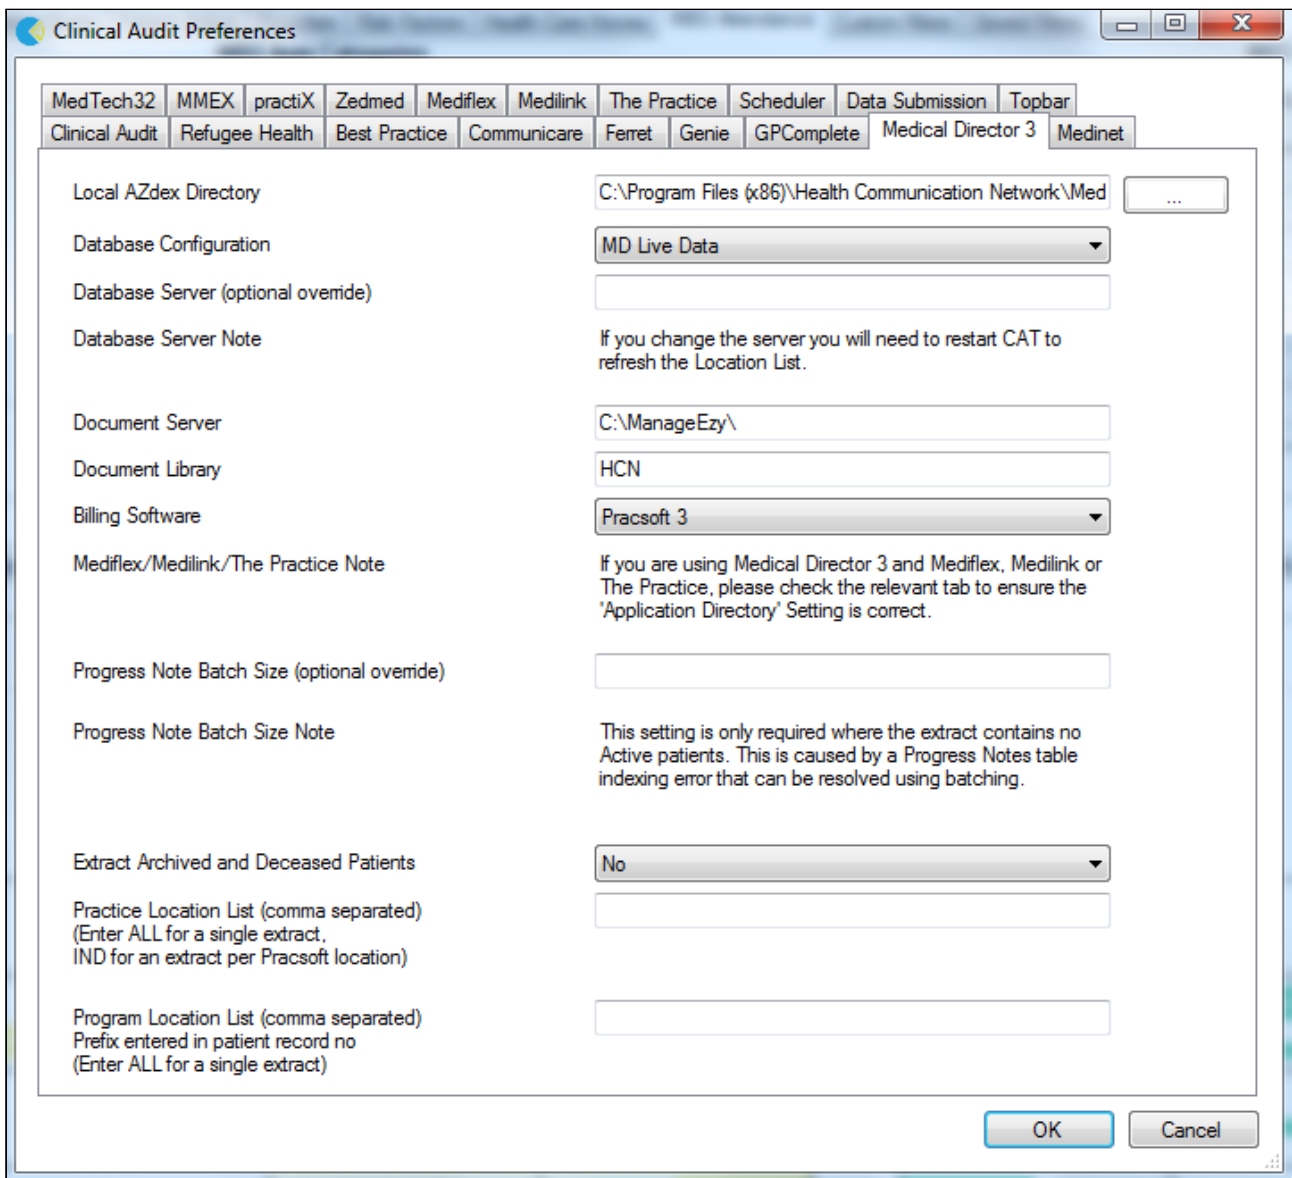 Clinical Audit Preferences
MedTech32 MMEX practiX Zedmed Mediflex Medilink The Practice Scheduler Data Submission Topbar
Clinical Audit Refugee Health Best Practice Communicare Ferret Genie GPComplete Medical Director 3 Medinet
Local AZdex Directory C:\Program Files (x86)\Health Communication Network\Med ...
Database Configuration MD Live Data
Database Server (optional override)
Database Server Note If you change the server you will need to restart CAT to
refresh the Location List.
Document Server C:\ManageEzy\
Document Library HCN
Billing Software Pracsoft 3
Mediflex/Medilink/The Practice Note If you are using Medical Director 3 and Mediflex, Medilink or
The Practice, please check the relevant tab to ensure the
'Application Directory' Setting is correct.
Progress Note Batch Size (optional override)
Progress Note Batch Size Note This setting is only required where the extract contains no
Active patients. This is caused by a Progress Notes table
indexing error that can be resolved using batching.
Extract Archived and Deceased Patients No
Practice Location List (comma separated)
(Enter ALL for a single extract,
IND for an extract per Pracsoft location)
Program Location List (comma separated)
Prefix entered in patient record no
(Enter ALL for a single extract)
OK Cancel